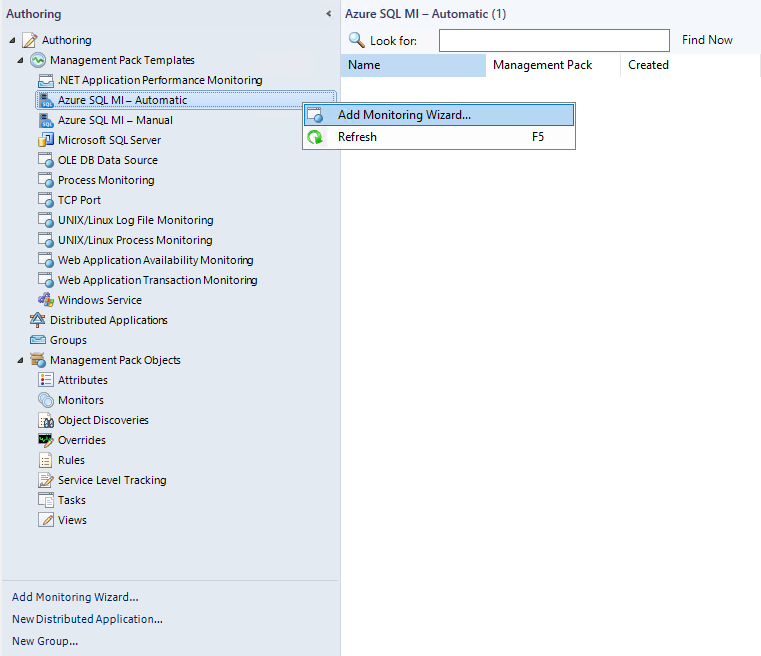 Authoring
Authoring
Management Pack Templates
.NET Application Performance Monitoring
Azure SQL MI – Automatic
Azure SQL MI – Manual
Microsoft SQL Server
OLE DB Data Source
Process Monitoring
TCP Port
UNIX/Linux Log File Monitoring
UNIX/Linux Process Monitoring
Web Application Availability Monitoring
Web Application Transaction Monitoring
Windows Service
Distributed Applications
Groups
Management Pack Objects
Attributes
Monitors
Object Discoveries
Overrides
Rules
Service Level Tracking
Tasks
Views
Add Monitoring Wizard...
New Distributed Application...
New Group...
Azure SQL MI – Automatic (1)
Look for: Find Now
Name Management Pack Created
Add Monitoring Wizard...
Refresh F5